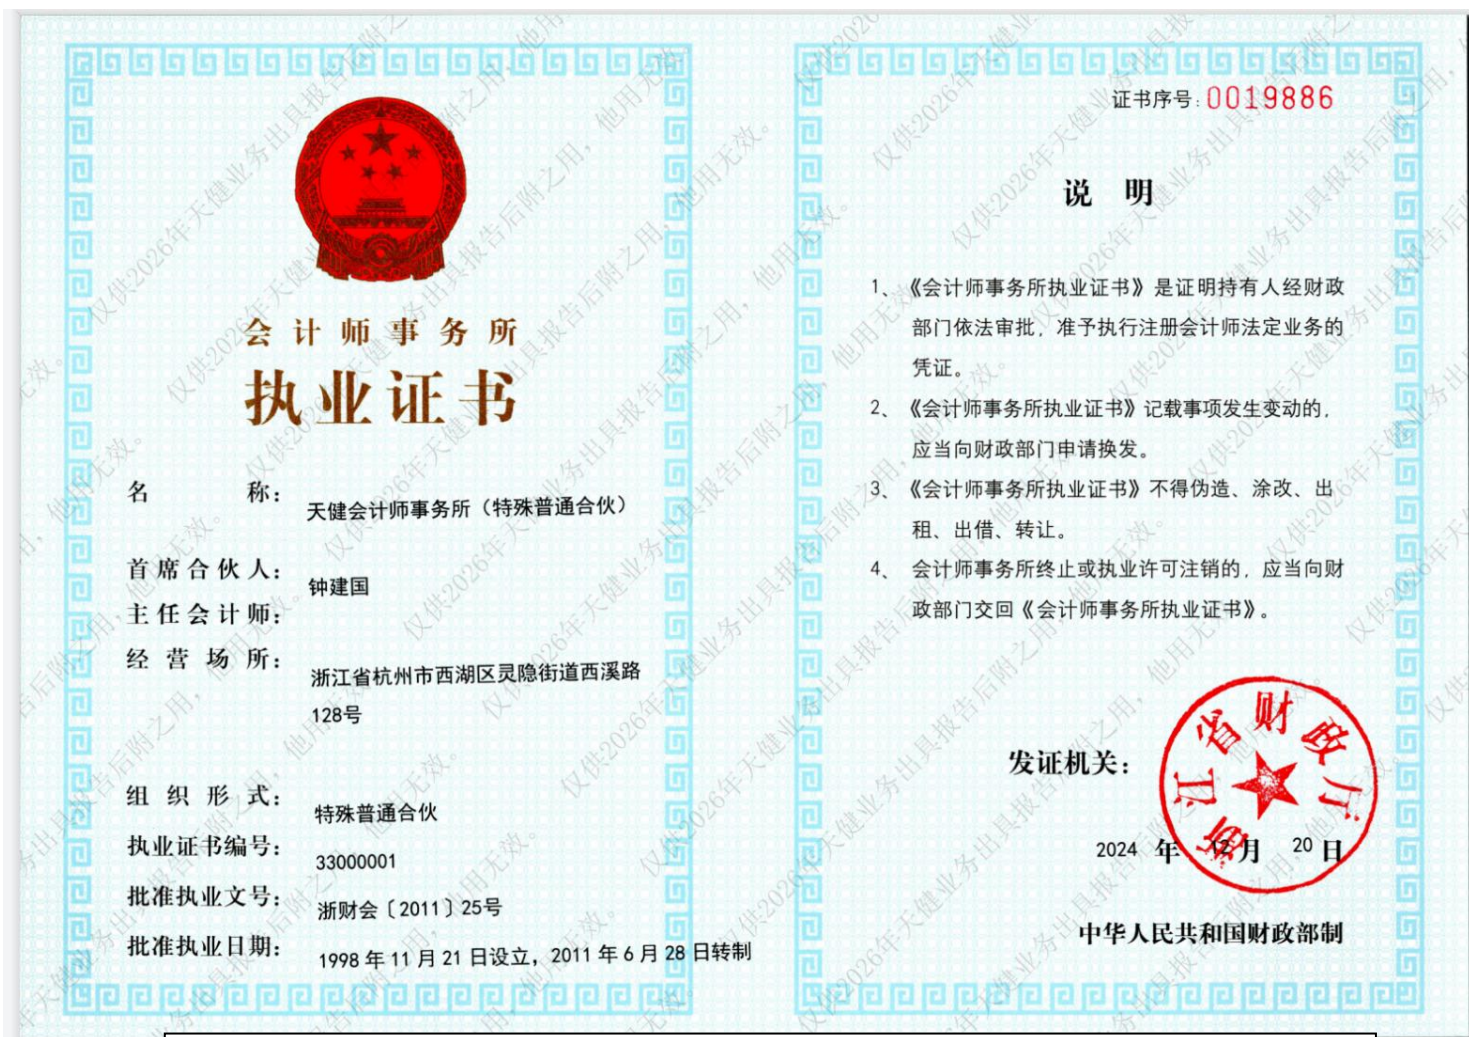 会计师事务所
执业证书
名 称：
天健会计师事务所（特殊普通合伙）
首席合伙人：
钟建国
主任会计师：
经营场所：
浙江省杭州市西湖区灵隐街道西溪路
128号
组织形式：
特殊普通合伙
执业证书编号：
33000001
批准执业文号：
浙财会〔2011〕25号
批准执业日期：
1998 年 11 月 21 日设立，2011 年 6 月 28 日转制
证书序号：0019886
说 明
1、《会计师事务所执业证书》是证明持有人经财政
部门依法审批，准予执行注册会计师法定业务的
凭证。
2、《会计师事务所执业证书》记载事项发生变动的，
应当向财政部门申请换发。
3、《会计师事务所执业证书》不得伪造、涂改、出
租、出借、转让。
4、 会计师事务所终止或执业许可注销的，应当向财
政部门交回《会计师事务所执业证书》。
发证机关：
浙江省财政厅
2024 年 12 月 20 日
中华人民共和国财政部制
仅供2026年天健业务出具报告后附之用，他用无效。